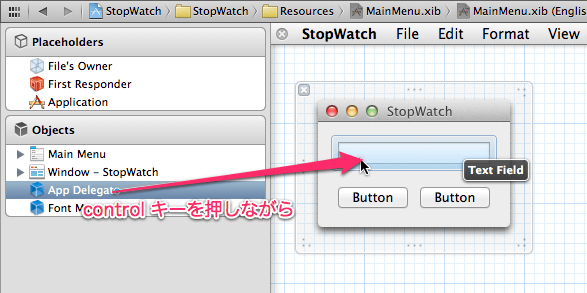 StopWatch StopWatch Resources MainMenu.xib MainMenu.xib (English
Placeholders
File's Owner
First Responder
Application
Objects
Main Menu
Window - StopWatch
App Delegate
Font M
StopWatch File Edit Format View
StopWatch
Text Field
Button Button
control キーを押しながら